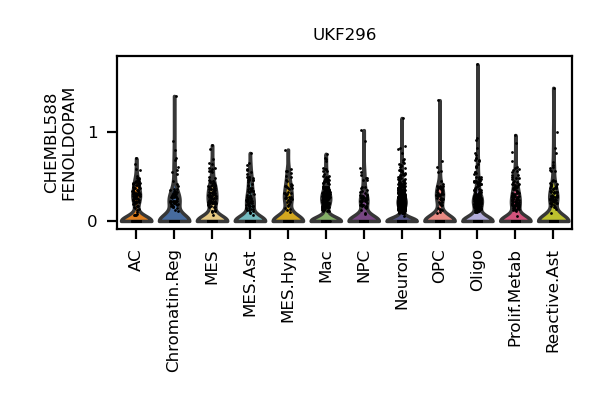 UKF296
CHEMBL588
FENOLDOPAM
1
0
AC
Chromatin.Reg
MES
MES.Ast
MES.Hyp
Mac
NPC
Neuron
OPC
Oligo
Prolif.Metab
Reactive.Ast